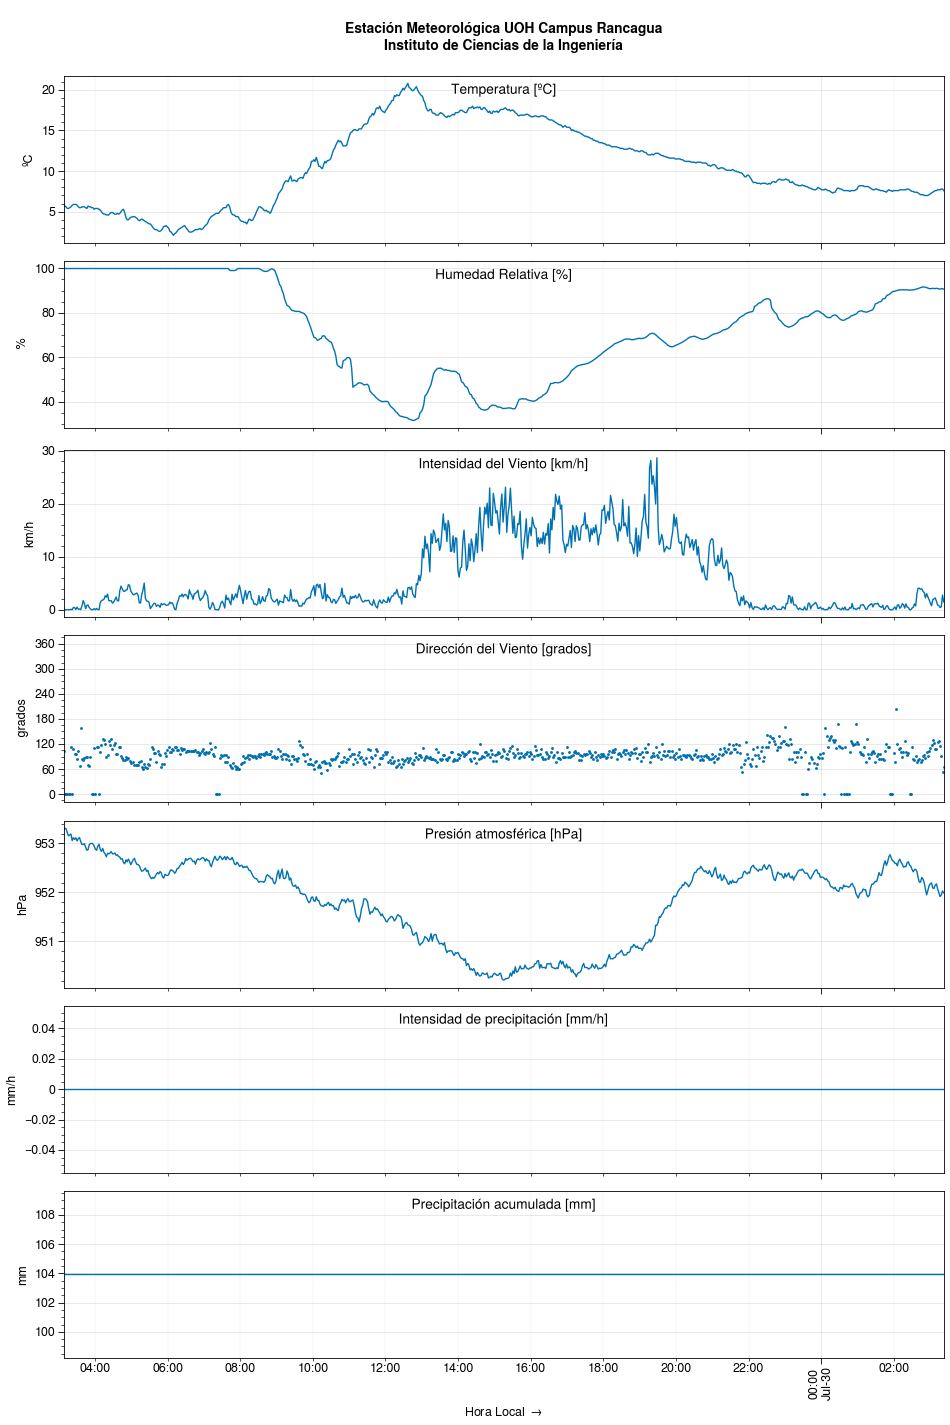 Estación Meteorológica UOH Campus Rancagua
Instituto de Ciencias de la Ingeniería
Temperatura [ºC]
ºC
20
15
10
5
Humedad Relativa [%]
%
100
80
60
40
Intensidad del Viento [km/h]
km/h
30
20
10
0
Dirección del Viento [grados]
grados
360
300
240
180
120
60
0
Presión atmosférica [hPa]
hPa
953
952
951
Intensidad de precipitación [mm/h]
mm/h
0.04
0.02
0
−0.02
−0.04
Precipitación acumulada [mm]
mm
108
106
104
102
100
04:00 06:00 08:00 10:00 12:00 14:00 16:00 18:00 20:00 22:00 00:00 02:00
Jul-30
Hora Local →